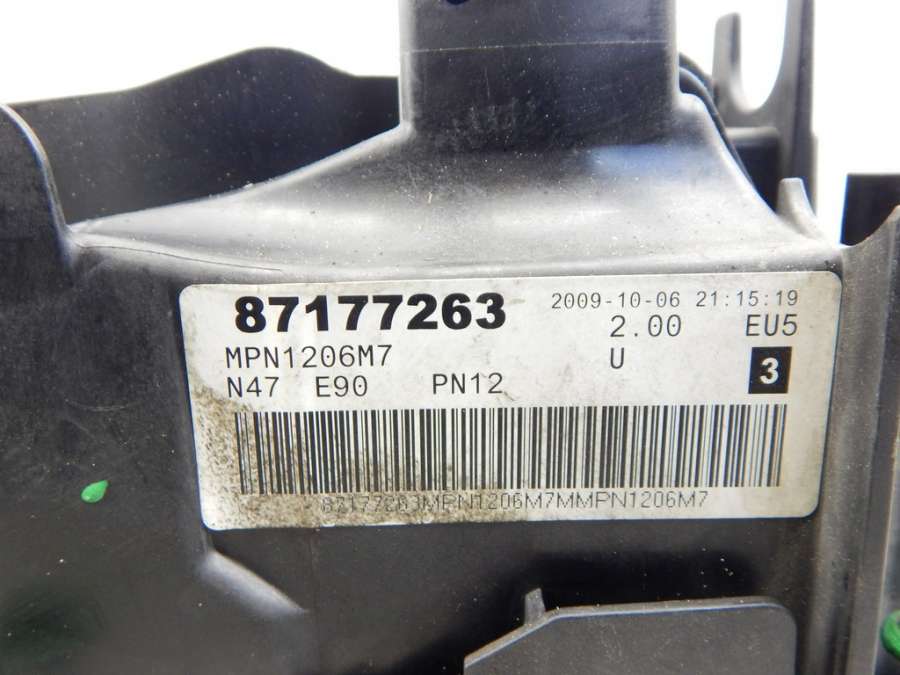 87177263 2009-10-06 21:15:19
2.00 EU5
MPN1206M7 U 3
N47 E90 PN12
87177263MPN1206M7MMPN1206M7